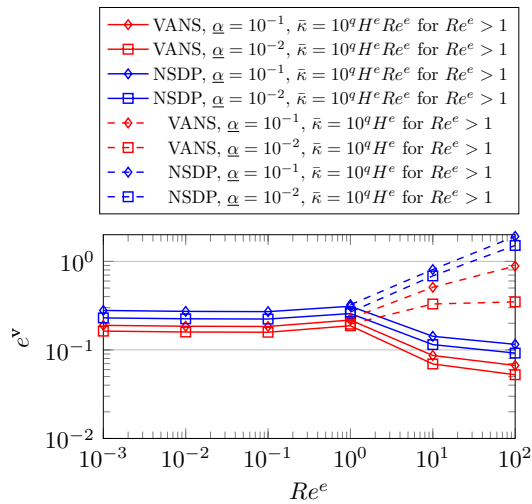 VANS, α = 10⁻¹, κ̄ = 10^q H^e Re^e for Re^e > 1
VANS, α = 10⁻², κ̄ = 10^q H^e Re^e for Re^e > 1
NSDP, α = 10⁻¹, κ̄ = 10^q H^e Re^e for Re^e > 1
NSDP, α = 10⁻², κ̄ = 10^q H^e Re^e for Re^e > 1
VANS, α = 10⁻¹, κ̄ = 10^q H^e for Re^e > 1
VANS, α = 10⁻², κ̄ = 10^q H^e for Re^e > 1
NSDP, α = 10⁻¹, κ̄ = 10^q H^e for Re^e > 1
NSDP, α = 10⁻², κ̄ = 10^q H^e for Re^e > 1
10⁰
10⁻¹
10⁻²
e^v
10⁻³ 10⁻² 10⁻¹ 10⁰ 10¹ 10²
Re^e